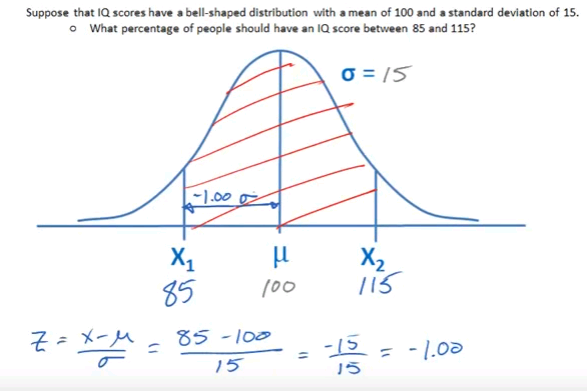 Suppose that IQ scores have a bell-shaped distribution with a mean of 100 and a standard deviation of 15.
o What percentage of people should have an IQ score between 85 and 115?
σ = 15
-1.00 σ
X₁ μ X₂
85 100 115
Z = x-μ/σ = 85-100/15 = -15/15 = -1.00